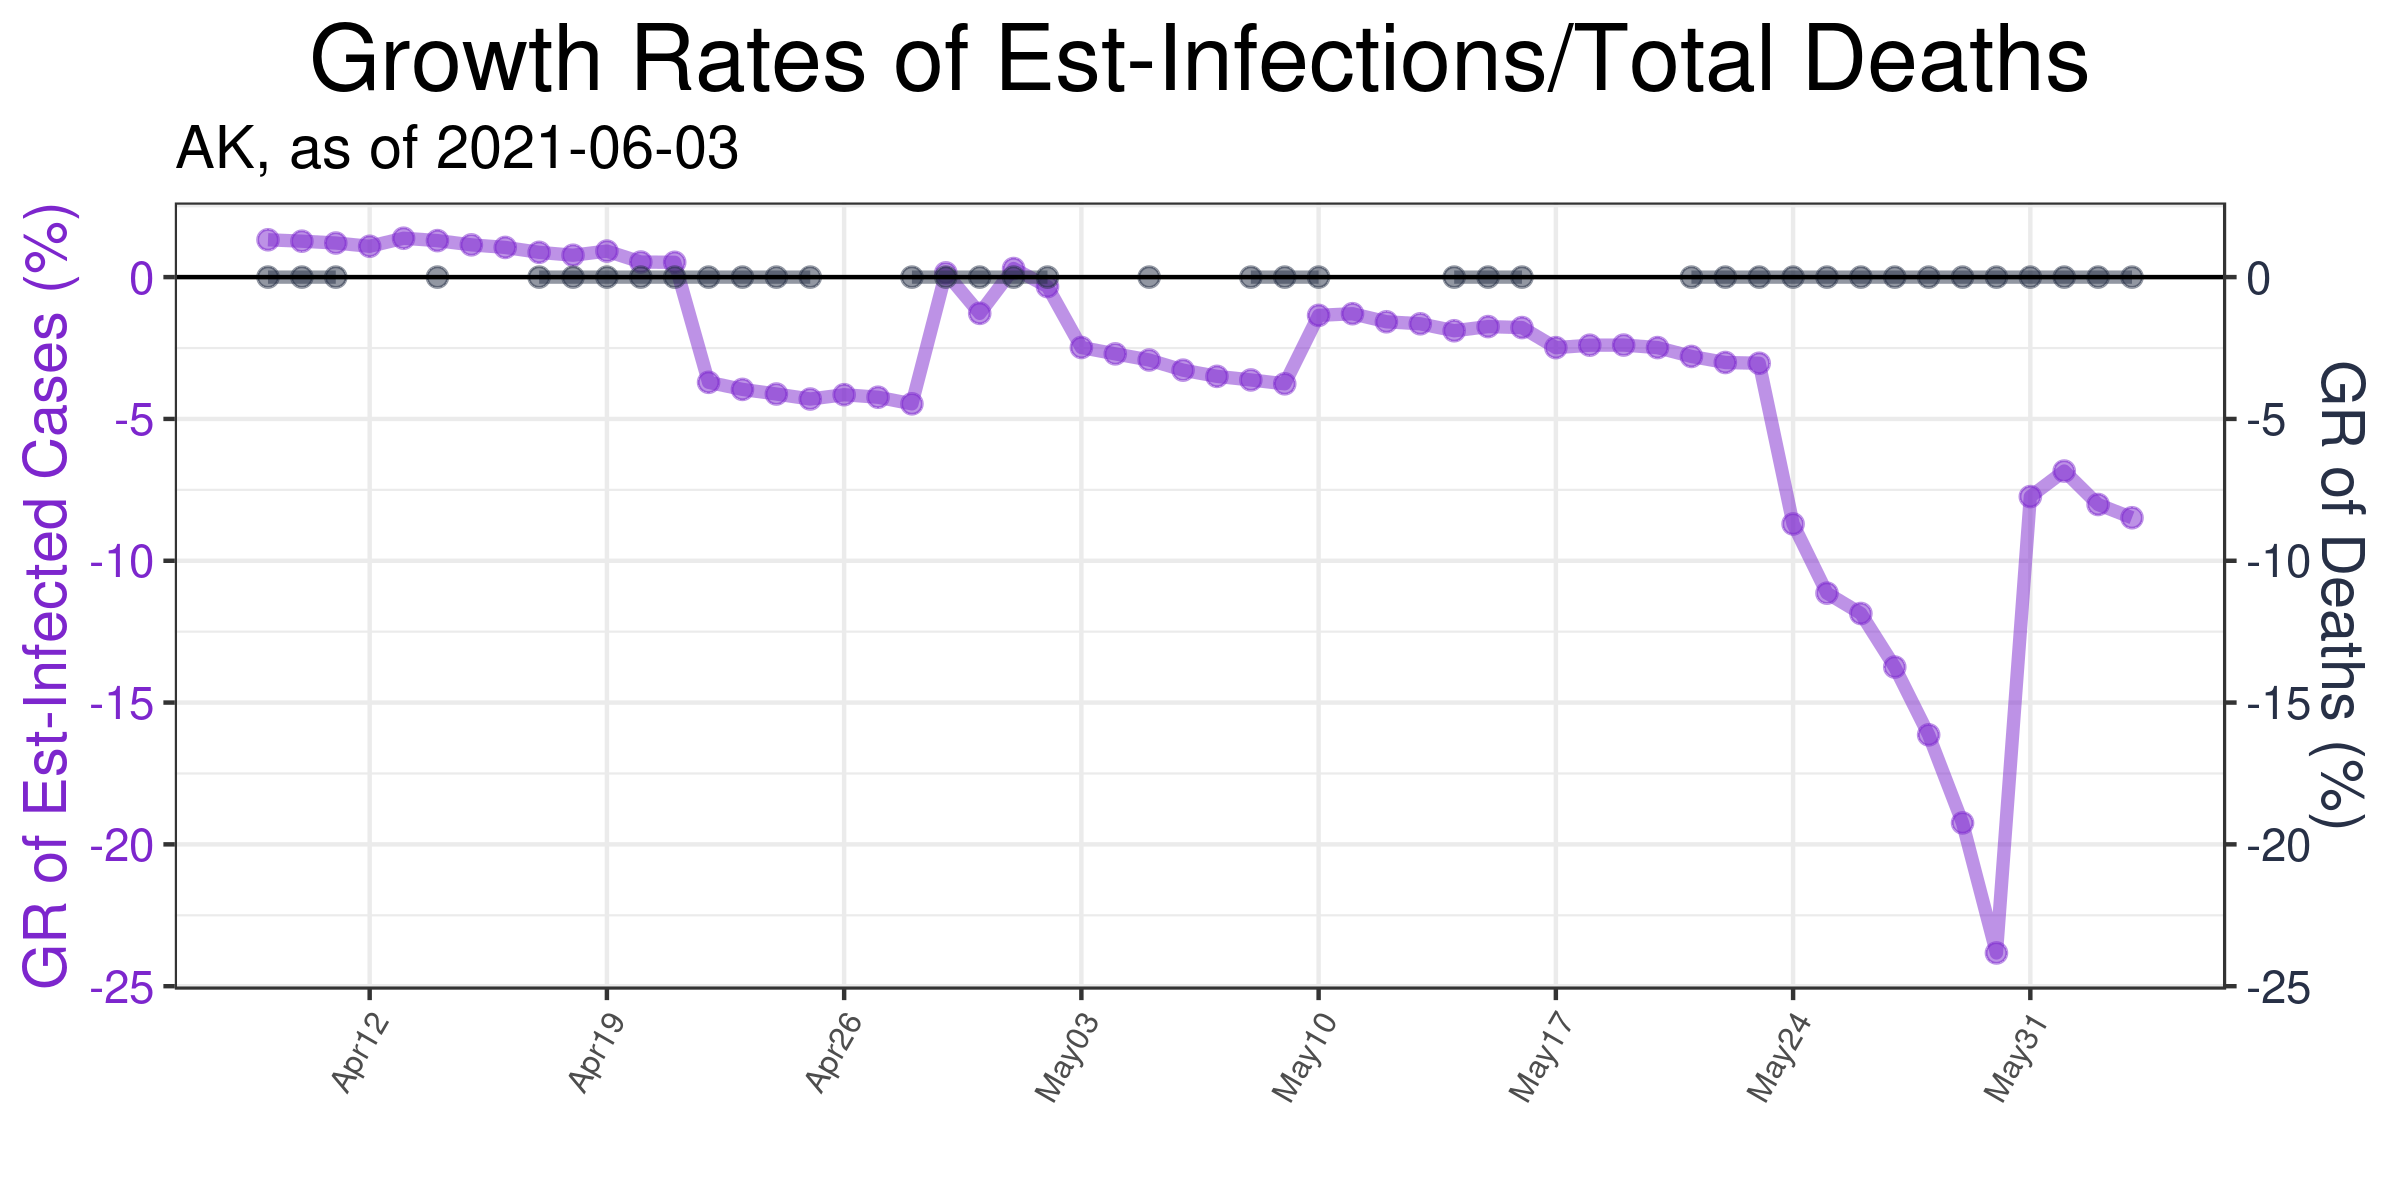 Growth Rates of Est-Infections/Total Deaths
AK, as of 2021-06-03
GR of Est-Infected Cases (%)
0
-5
-10
-15
-20
-25
0
-5
-10
-15
-20
-25
GR of Deaths (%)
Apr12
Apr19
Apr26
May03
May10
May17
May24
May31